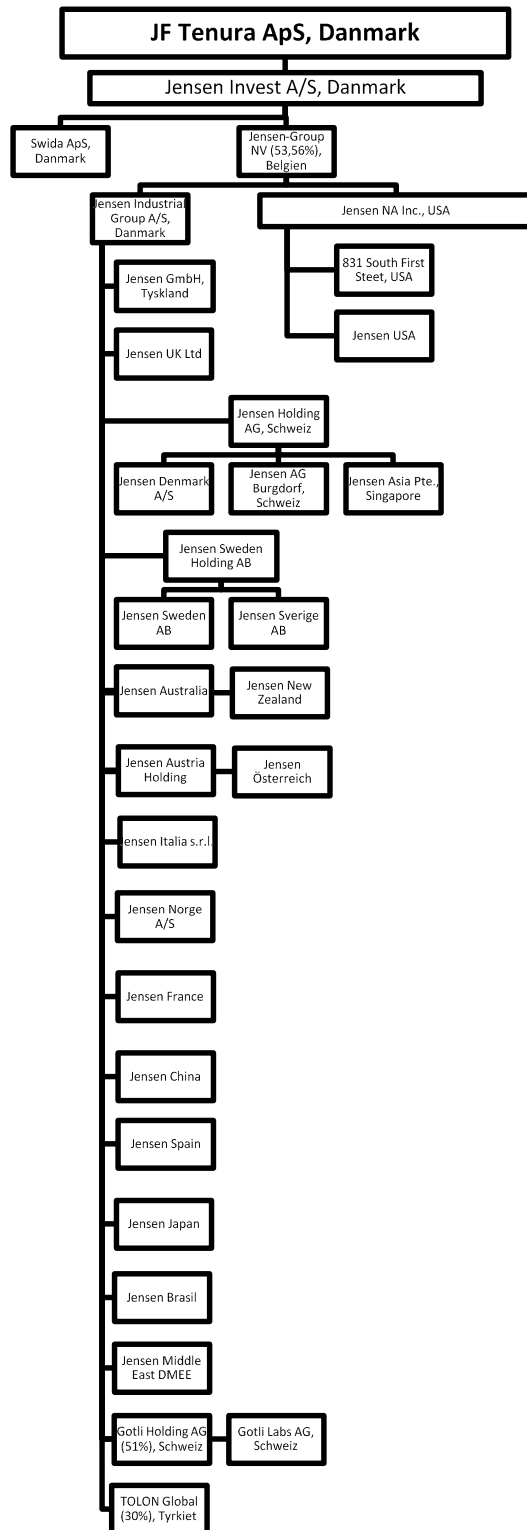 JF Tenura ApS, Danmark
Jensen Invest A/S, Danmark
Swida ApS,
Danmark
Jensen-Group
NV (53,56%),
Belgien
Jensen Industrial
Group A/S,
Danmark
Jensen NA Inc., USA
Jensen GmbH,
Tyskland
831 South First
Steet, USA
Jensen UK Ltd
Jensen USA
Jensen Holding
AG, Schweiz
Jensen Denmark
A/S
Jensen AG
Burgdorf,
Schweiz
Jensen Asia Pte.,
Singapore
Jensen Sweden
Holding AB
Jensen Sweden
AB
Jensen Sverige
AB
Jensen Australia
Jensen New
Zealand
Jensen Austria
Holding
Jensen
Österreich
Jensen Italia s.r.l.
Jensen Norge
A/S
Jensen France
Jensen China
Jensen Spain
Jensen Japan
Jensen Brasil
Jensen Middle
East DMEE
Gotli Holding AG
(51%), Schweiz
Gotli Labs AG,
Schweiz
TOLON Global
(30%), Tyrkiet